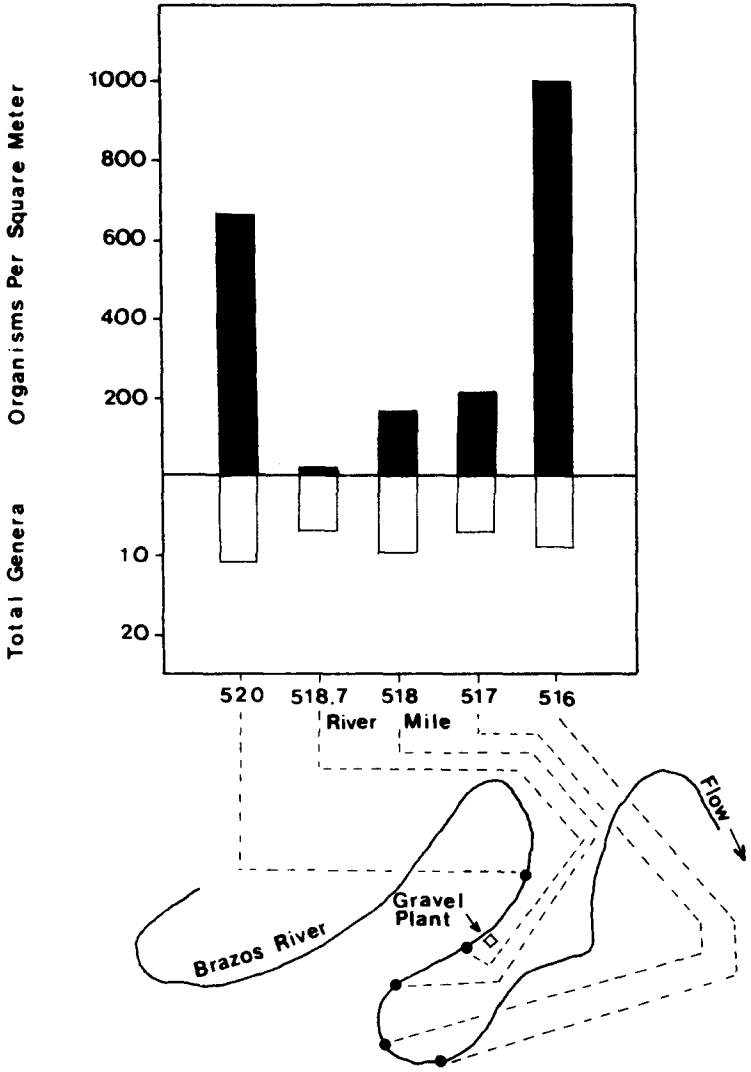 Organisms Per Square Meter
1000
800
600
400
200
Total Genera
10
20
520 518.7 518 517 516
River Mile
Flow
Gravel
Plant
Brazos River